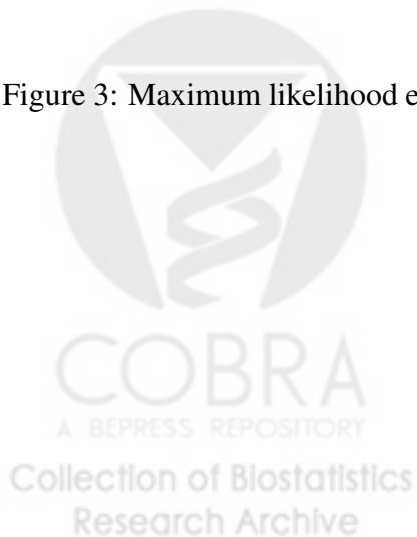 Figure 3: Maximum likelihood e
COBRA
A BEPRESS REPOSITORY
Collection of Biostatistics
Research Archive